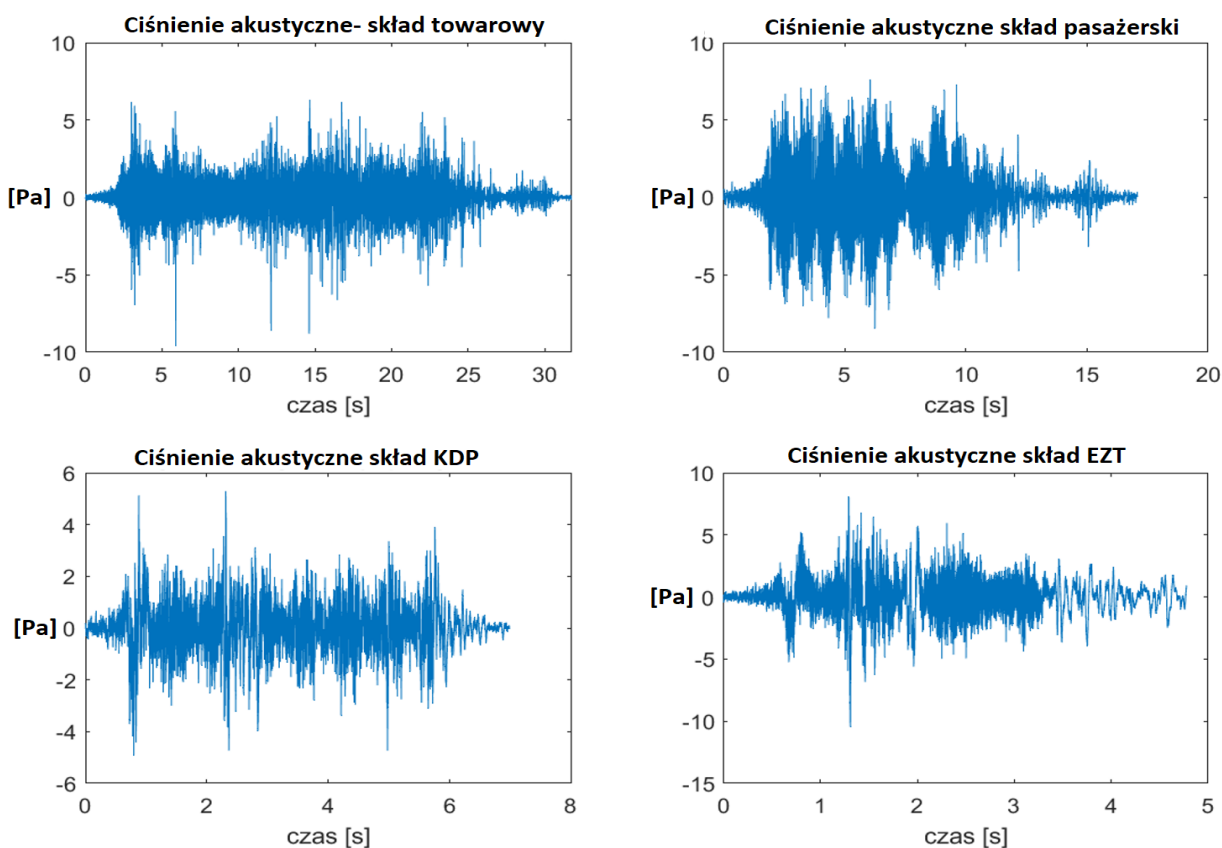 Ciśnienie akustyczne- skład towarowy
10
5
[Pa] 0
-5
-10
0 5 10 15 20 25 30
czas [s]
Ciśnienie akustyczne skład pasażerski
10
5
[Pa] 0
-5
-10
0 5 10 15 20
czas [s]
Ciśnienie akustyczne skład KDP
6
4
2
[Pa] 0
-2
-4
-6
0 2 4 6 8
czas [s]
Ciśnienie akustyczne skład EZT
10
5
[Pa] 0
-5
-10
-15
0 1 2 3 4 5
czas [s]